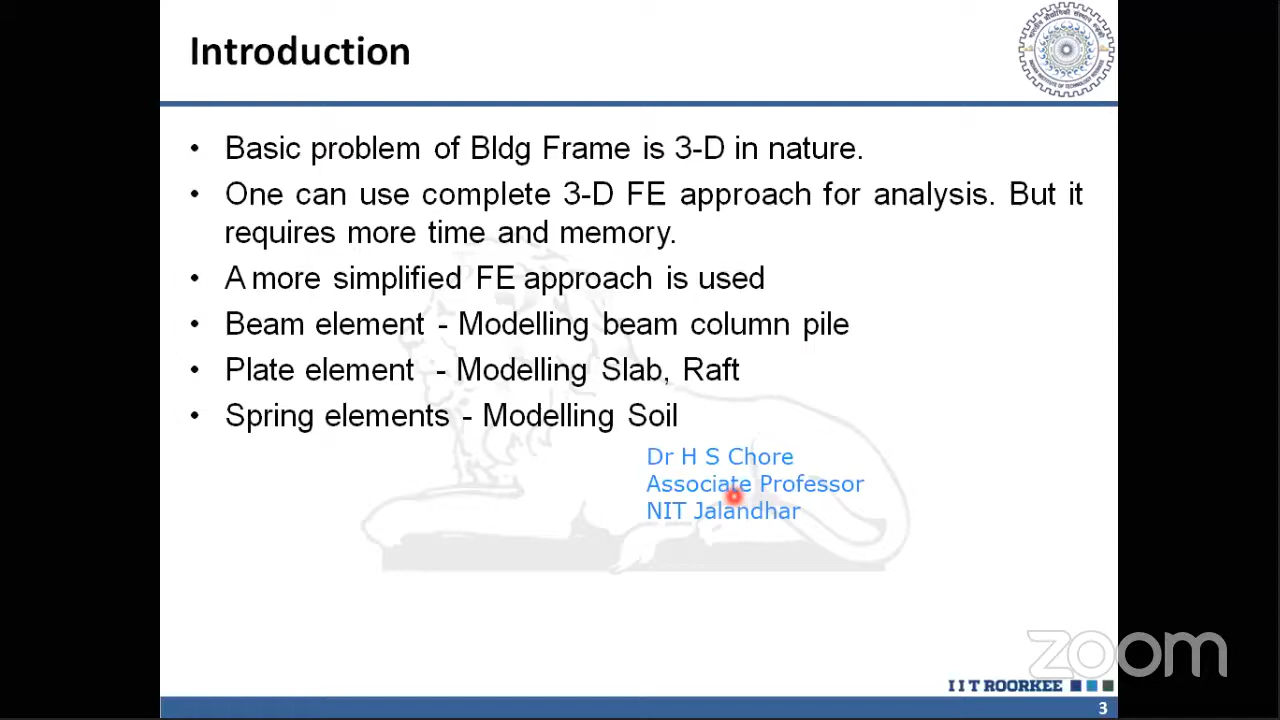 Introduction
• Basic problem of Bldg Frame is 3-D in nature.
• One can use complete 3-D FE approach for analysis. But it
requires more time and memory.
• A more simplified FE approach is used
• Beam element - Modelling beam column pile
• Plate element - Modelling Slab, Raft
• Spring elements - Modelling Soil
Dr H S Chore
Associate Professor
NIT Jalandhar
zoom
I I T ROORKEE
3